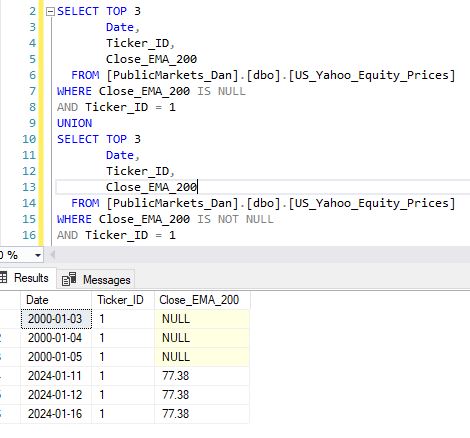 2 SELECT TOP 3
3 Date,
4 Ticker_ID,
5 Close_EMA_200
6 FROM [PublicMarkets_Dan].[dbo].[US_Yahoo_Equity_Prices]
7 WHERE Close_EMA_200 IS NULL
8 AND Ticker_ID = 1
9 UNION
10 SELECT TOP 3
11 Date,
12 Ticker_ID,
13 Close_EMA_200
14 FROM [PublicMarkets_Dan].[dbo].[US_Yahoo_Equity_Prices]
15 WHERE Close_EMA_200 IS NOT NULL
16 AND Ticker_ID = 1
0 %
Results Messages
Date Ticker_ID Close_EMA_200
2000-01-03 1 NULL
2000-01-04 1 NULL
2000-01-05 1 NULL
2024-01-11 1 77.38
2024-01-12 1 77.38
2024-01-16 1 77.38